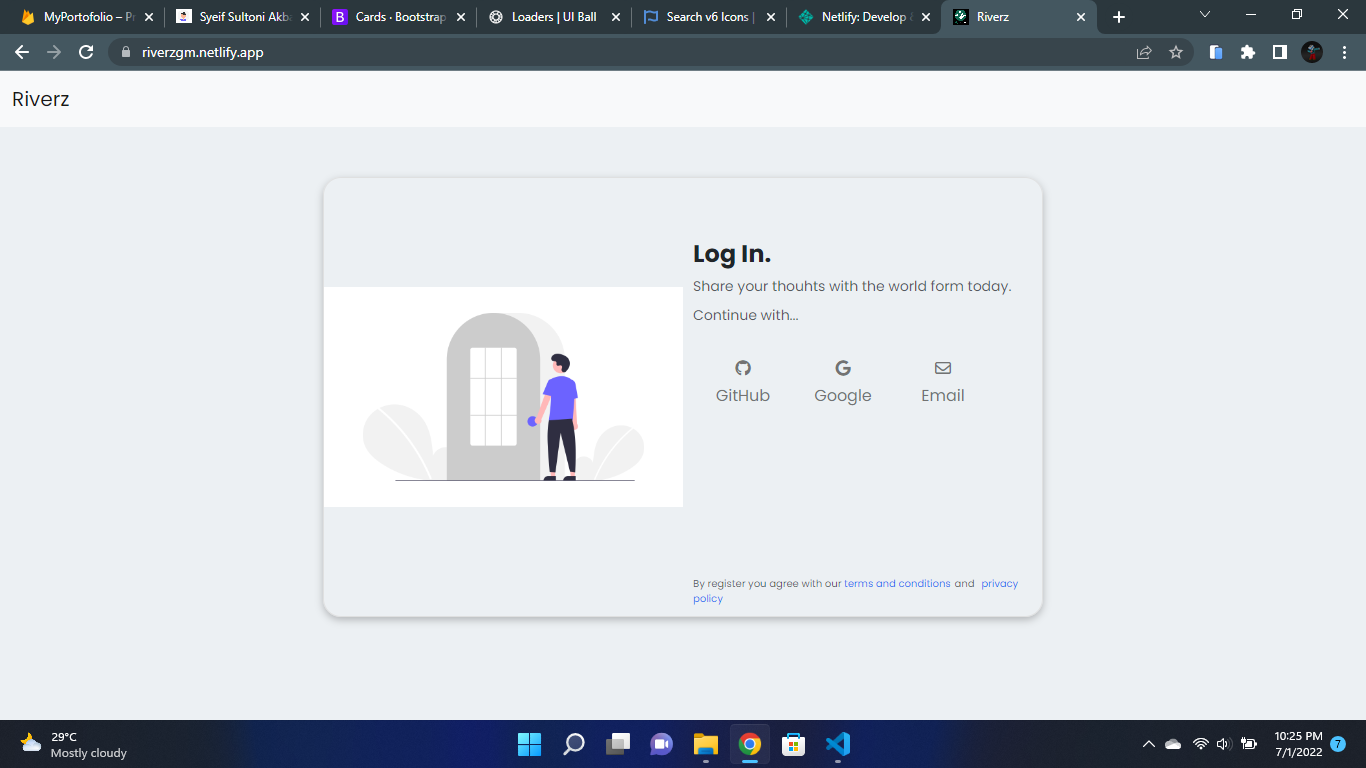 MyPortofolio – Pr
Syeif Sultoni Akba
Cards · Bootstrap
Loaders | UI Ball
Search v6 Icons |
Netlify: Develop &
Riverz
riverzgm.netlify.app
Riverz
Log In.
Share your thouhts with the world form today.
Continue with...
GitHub
Google
Email
By register you agree with our terms and conditions and privacy
policy
29°C
Mostly cloudy
10:25 PM
7/1/2022
7